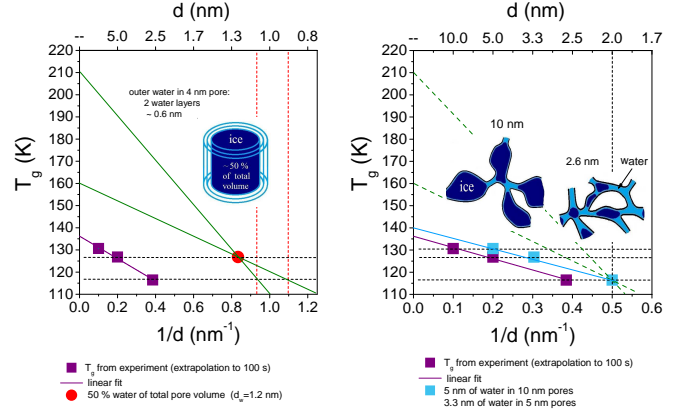 d (nm)
-- 5.0 2.5 1.3 1.0 0.8
220
210
200
190
180
170
160
150
140
130
120
110
T_g (K)
outer water in 4 nm pore:
2 water layers
~ 0.6 nm
ice
~50 %
of total
volume
0.0 0.2 0.4 0.6 0.8 1.0 1.2
1/d (nm⁻¹)
T_g from experiment (extrapolation to 100 s)
linear fit
50 % water of total pore volume (d_w=1.2 nm)
d (nm)
-- 10.0 5.0 3.3 2.5 2.0 1.7
220
210
200
190
180
170
160
150
140
130
120
110
T_g (K)
10 nm
ice
2.6 nm
water
0.0 0.1 0.2 0.3 0.4 0.5 0.6
1/d (nm⁻¹)
T_g from experiment (extrapolation to 100 s)
linear fit
5 nm of water in 10 nm pores
3.3 nm of water in 5 nm pores